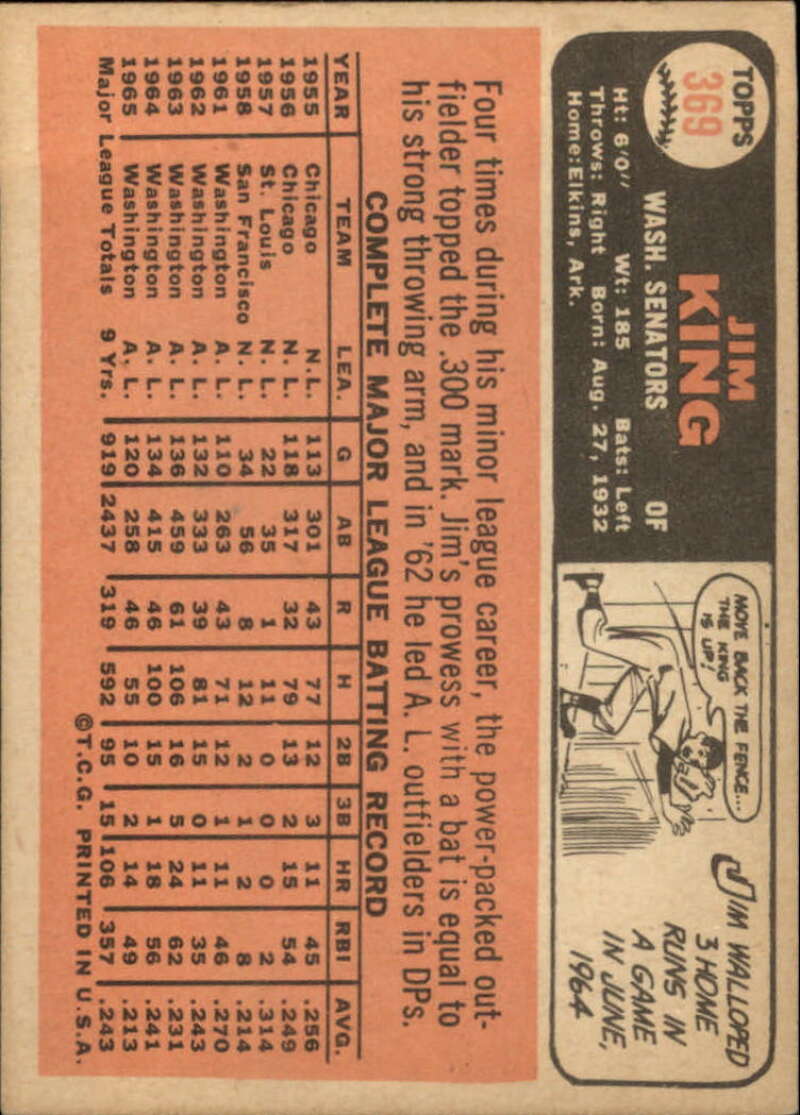 TOPPS
369
JIM
KING
WASH. SENATORS OF
Ht: 6'0" Wt: 185 Bats: Left
Throws: Right Born: Aug. 27, 1932
Home: Elkins, Ark.
MOVE BACK THE FENCE...
THE KING
IS UP!
JIM WALLOPED
3 HOME
RUNS IN
A GAME
IN JUNE,
1964
Four times during his minor league career, the power-packed out-
fielder topped the .300 mark. Jim's prowess with a bat is equal to
his strong throwing arm, and in '62 he led A. L. outfielders in DPs.
COMPLETE MAJOR LEAGUE BATTING RECORD
YEAR TEAM LEA. G AB R H 2B 3B HR RBI AVG.
1955 Chicago N.L. 113 301 43 77 12 3 11 45 .256
1956 Chicago N.L. 118 317 32 79 13 2 15 54 .249
1957 St. Louis N.L. 22 35 1 11 0 0 0 2 .314
1958 San Francisco N.L. 34 56 8 12 2 1 2 8 .214
1961 Washington A. L. 110 263 43 71 12 1 11 46 .270
1962 Washington A. L. 132 333 39 81 15 0 11 35 .243
1963 Washington A. L. 136 459 61 106 16 5 24 62 .231
1964 Washington A. L. 134 415 46 100 15 1 18 56 .241
1965 Washington A. L. 120 258 46 55 10 2 14 49 .213
Major League Totals 9 Yrs. 919 2437 319 592 95 15 106 357 .243
©T.C.G. PRINTED IN U.S.A.